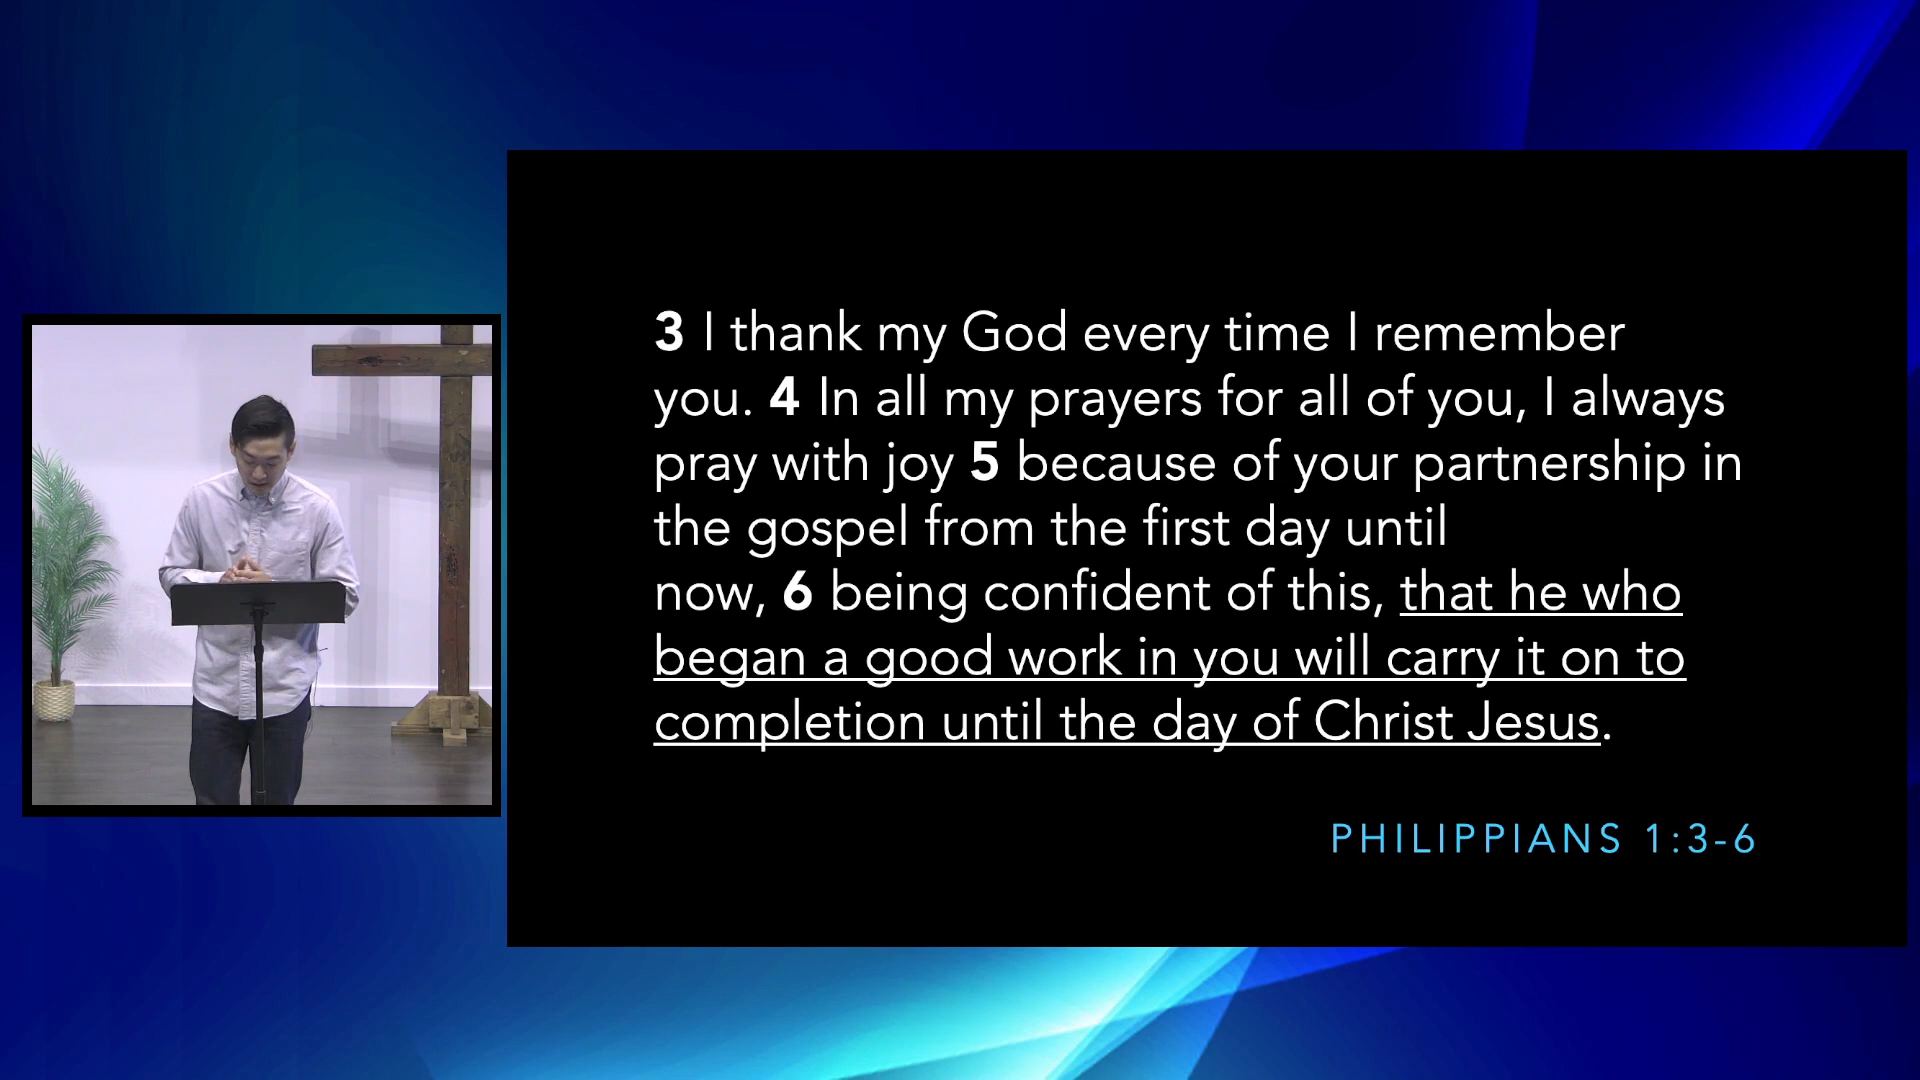 3 I thank my God every time I remember
you. 4 In all my prayers for all of you, I always
pray with joy 5 because of your partnership in
the gospel from the first day until
now, 6 being confident of this, that he who
began a good work in you will carry it on to
completion until the day of Christ Jesus.
PHILIPPIANS 1:3-6